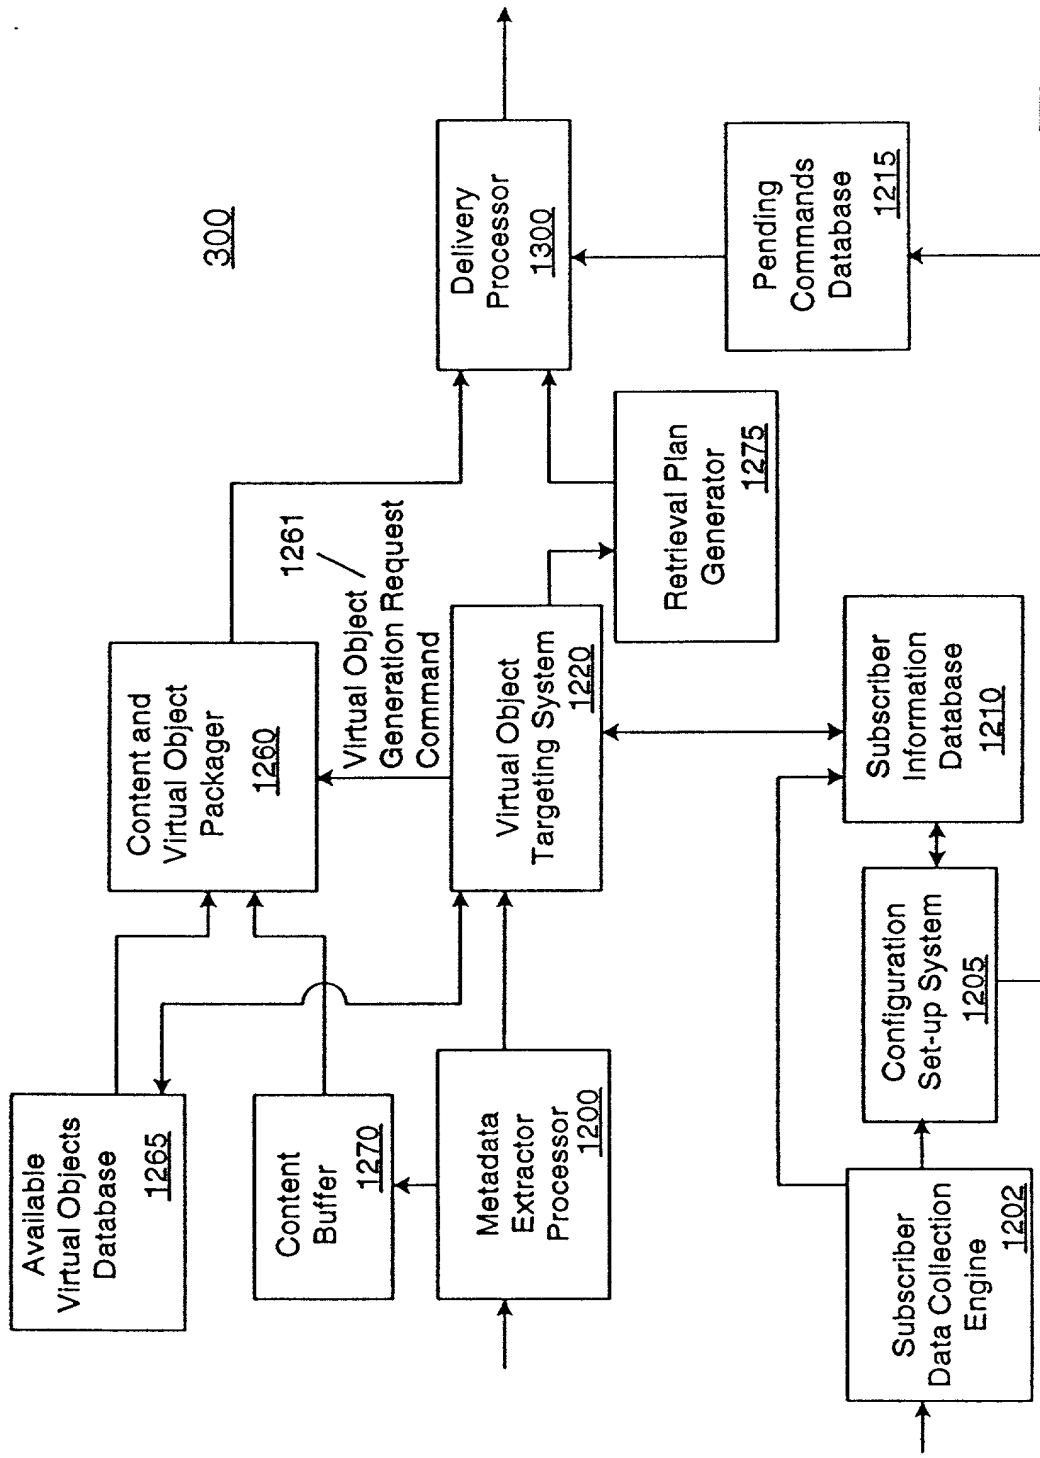 300
Available
Virtual Objects
Database
1265
Content
Buffer
1270
Metadata
Extractor
Processor
1200
Content and
Virtual Object
Packager
1260
1261
Virtual Object
Generation Request
Command
Virtual Object
Targeting System
1220
Retrieval Plan
Generator
1275
Delivery
Processor
1300
Pending
Commands
Database
1215
Subscriber
Data Collection
Engine
1202
Configuration
Set-up System
1205
Subscriber
Information
Database
1210